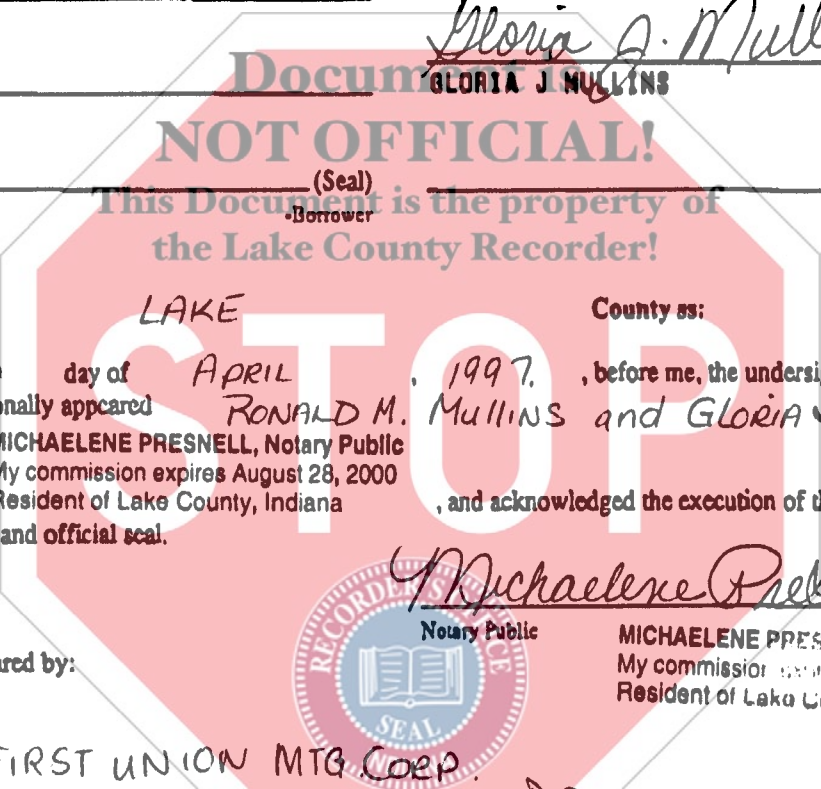 Gloria J. Mull
Document is
GLORIA J MULLINS
NOT OFFICIAL!
(Seal)
This Document is the property of
-Borrower
the Lake County Recorder!
LAKE County ss:
STOP
day of APRIL , 1997. , before me, the undersi
onally appeared RONALD M. MULLINS and GLORIA
MICHAELENE PRESNELL, Notary Public
My commission expires August 28, 2000
Resident of Lake County, Indiana , and acknowledged the execution of t
and official seal.
Michaelene Pre
RECORDER'S OFFICE
Notary Public MICHAELENE PRES
ared by: My commission
Resident of Lake C
SEAL
INDIANA
FIRST UNION MTG. CORP.